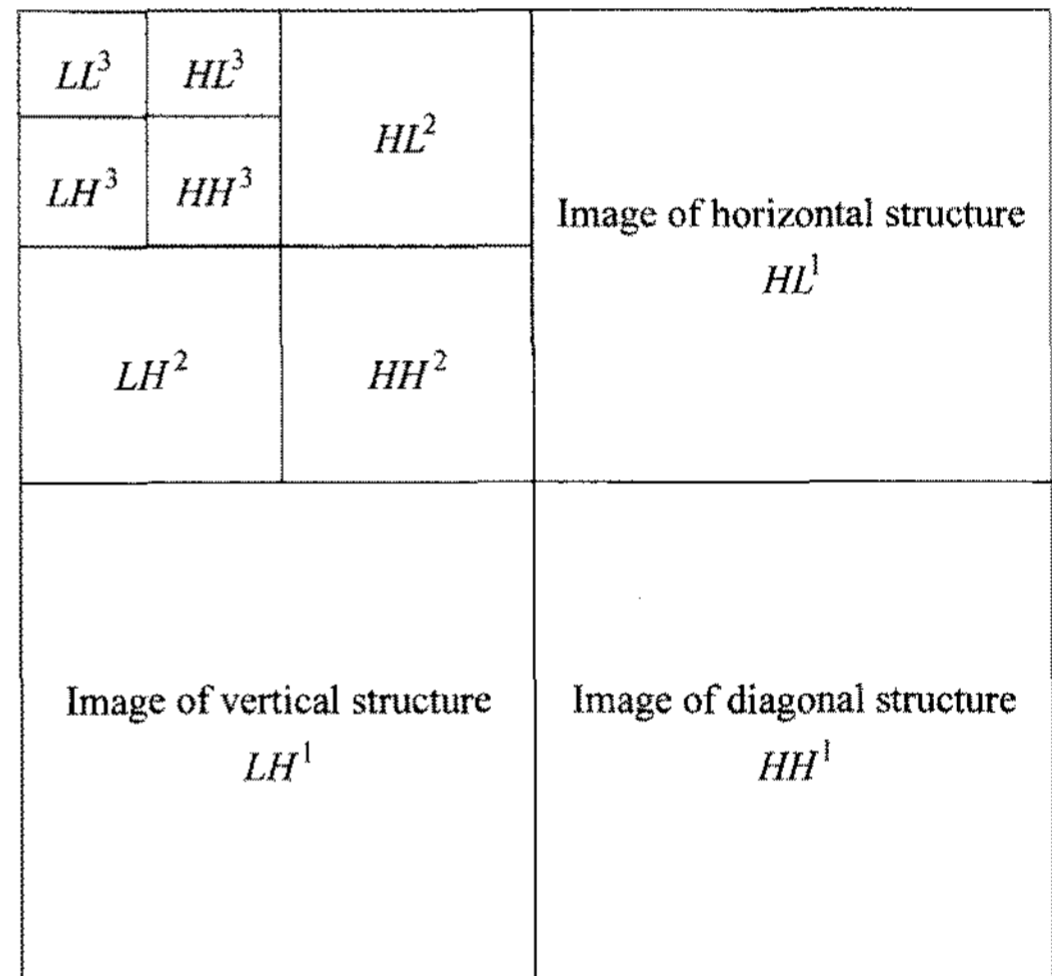 LL³ HL³
HL²
LH³ HH³
Image of horizontal structure
HL¹
LH² HH²
Image of vertical structure
LH¹
Image of diagonal structure
HH¹